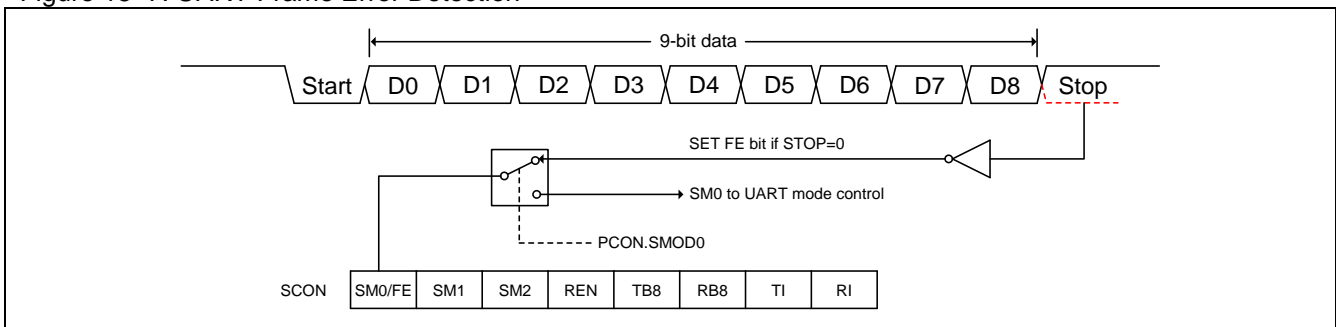 9-bit data
Start D0 D1 D2 D3 D4 D5 D6 D7 D8 Stop
SET FE bit if STOP=0
SM0 to UART mode control
PCON.SMOD0
SCON SM0/FE SM1 SM2 REN TB8 RB8 TI RI